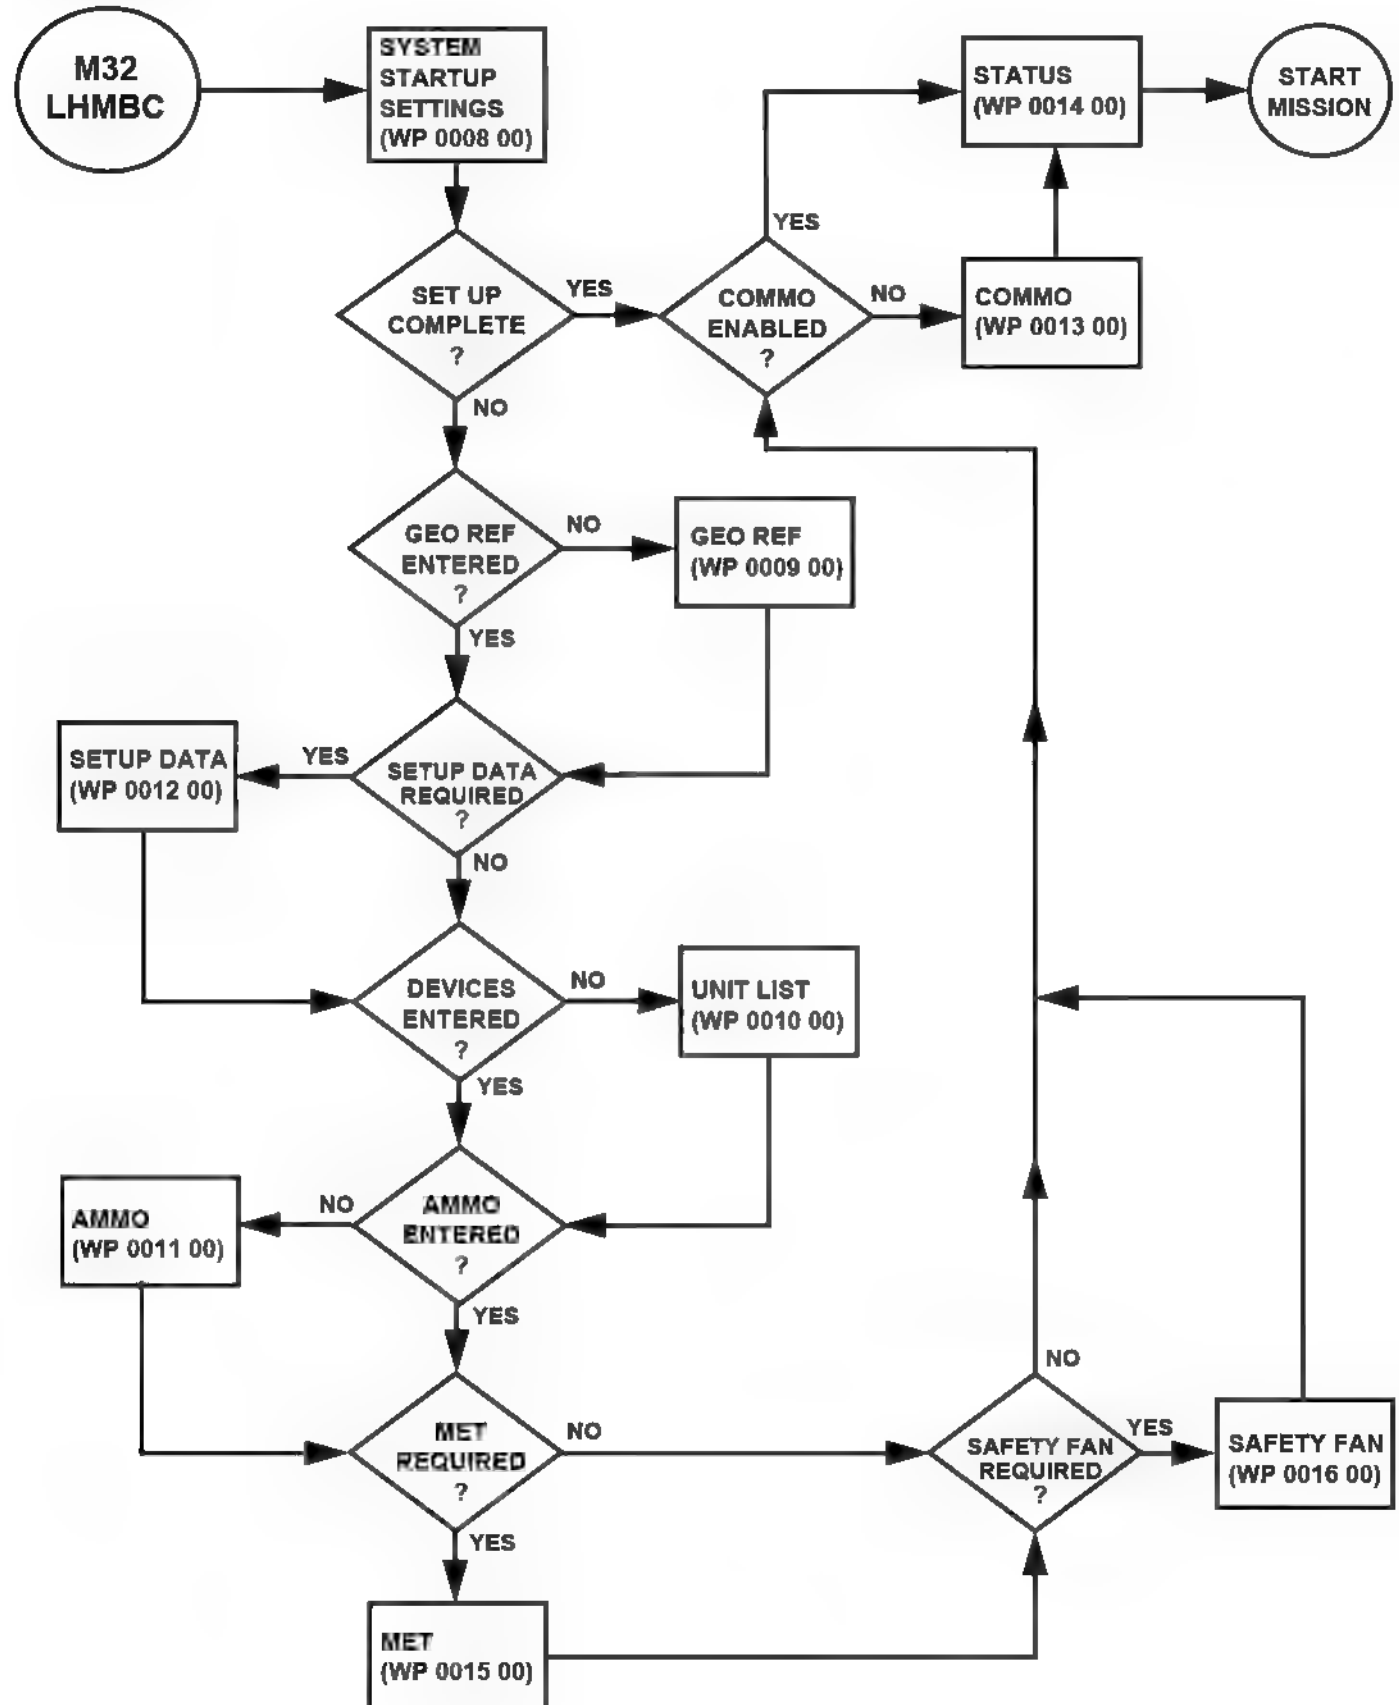 M32
LHMBC
SYSTEM
STARTUP
SETTINGS
(WP 0008 00)
STATUS
(WP 0014 00)
START
MISSION
YES
SET UP
COMPLETE
?
YES
COMMO
ENABLED
?
NO
COMMO
(WP 0013 00)
NO
GEO REF
ENTERED
?
NO
GEO REF
(WP 0009 00)
YES
SETUP DATA
(WP 0012 00)
YES
SETUP DATA
REQUIRED
?
NO
DEVICES
ENTERED
?
NO
UNIT LIST
(WP 0010 00)
YES
AMMO
(WP 0011 00)
NO
AMMO
ENTERED
?
YES
MET
REQUIRED
?
NO
NO
SAFETY FAN
REQUIRED
?
YES
SAFETY FAN
(WP 0016 00)
YES
MET
(WP 0015 00)